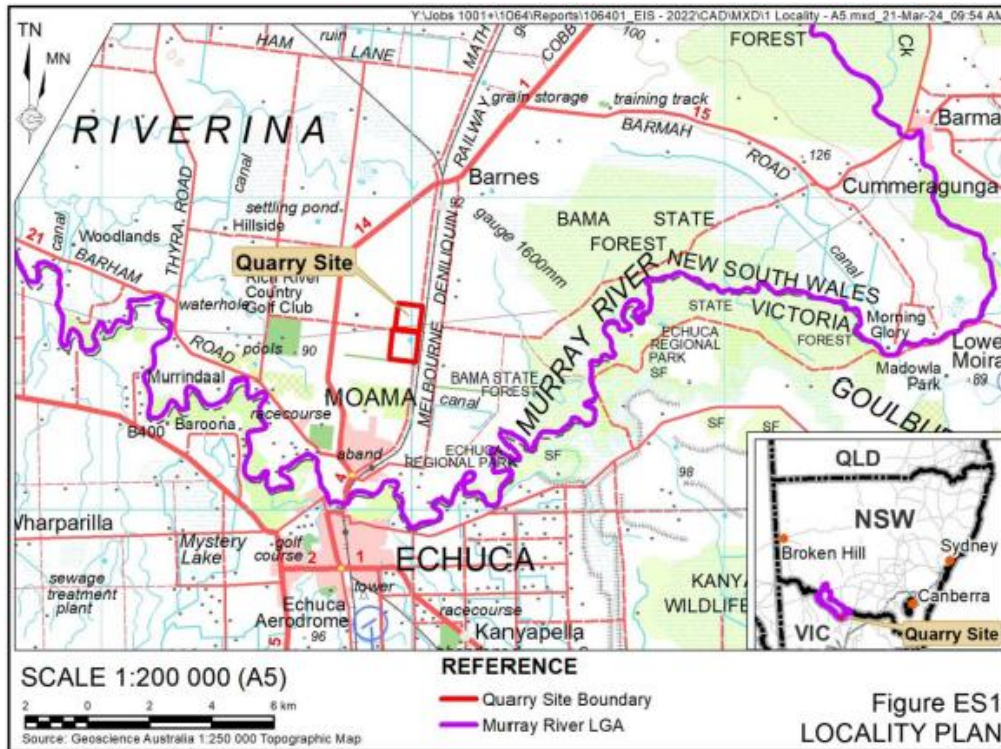 Y:\Jobs 1001+\1064\Reports\106401_EIS - 2022\CAD\MXD\1 Locality - A5.mxd_21-Mar-24_09:54 AM
TN
MN
HAM
ruin
LANE
MATH
COBB
1
100
FOREST
CK
RIVERINA
RAILWAY
grain storage
training track
15
BARMAH
ROAD
126
Barma
Cummeragunga
THYRA ROAD
canal
settling pond
Hillside
14
Barnes
gauge 1600mm
BAMA STATE
FOREST
canal
21
canal
Woodlands
BARHAM
ROAD
Quarry Site
Rich River
Country
Golf Club
waterhole
pools
90
MELBOURNE DENILIQUIN
MURRAY RIVER
NEW SOUTH WALES
VICTORIA
STATE
FOREST
ECHUCA
REGIONAL
PARK
SF
Morning
Glory
Lowe
Moira
Madowla
Park
89
GOULBU
Murrindaal
MOAMA
BAMA STATE
FOREST
canal
B400
Baroona
racecourse
aband
4
ECHUCA
REGIONAL PARK
SF
SF
SF
98
Wharparilla
Mystery
Lake
golf
course
2
1
ECHUCA
tower
sewage
treatment
plant
Echuca
Aerodrome
96
5
racecourse
Kanyapella
KANYA
WILDLIFE
QLD
NSW
Broken Hill
Sydney
Canberra
VIC
Quarry Site
SCALE 1:200 000 (A5)
2 0 2 4 6 km
Source: Geoscience Australia 1:250 000 Topographic Map
REFERENCE
Quarry Site Boundary
Murray River LGA
Figure ES1
LOCALITY PLAN